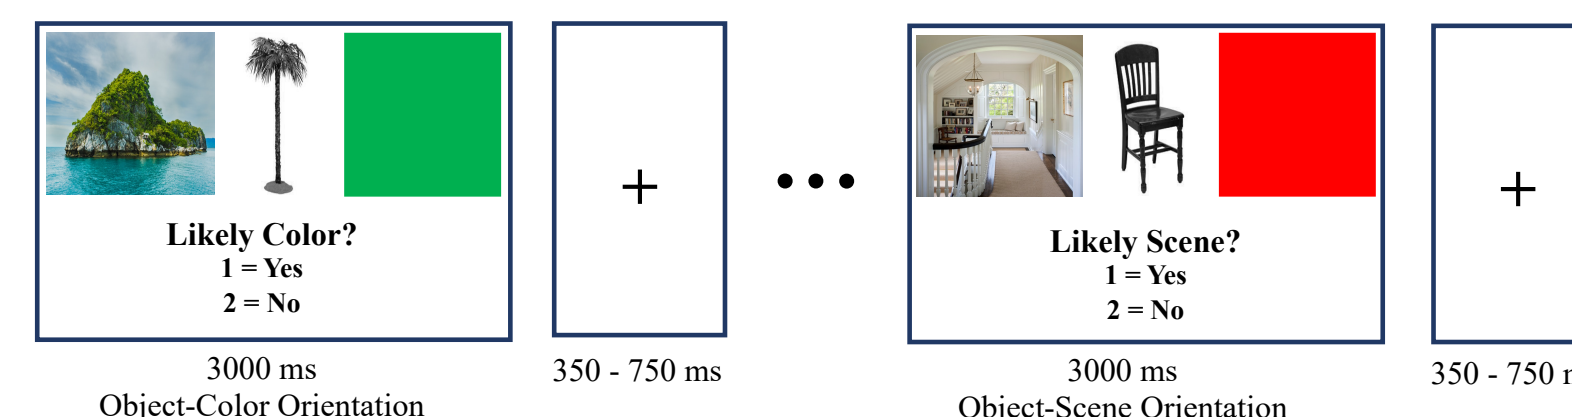 Likely Color?
1 = Yes
2 = No
3000 ms
Object-Color Orientation
+
350 - 750 ms
•••
Likely Scene?
1 = Yes
2 = No
3000 ms
Object-Scene Orientation
+
350 - 750